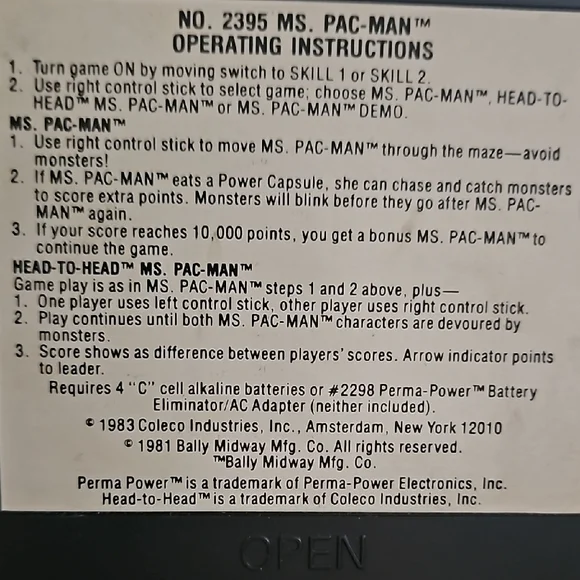 NO. 2395 MS. PAC-MAN™
OPERATING INSTRUCTIONS
1. Turn game ON by moving switch to SKILL 1 or SKILL 2.
2. Use right control stick to select game; choose MS. PAC-MAN™, HEAD-TO-
HEAD™ MS. PAC-MAN™ or MS. PAC-MAN™ DEMO.
MS. PAC-MAN™
1. Use right control stick to move MS. PAC-MAN™ through the maze—avoid
monsters!
2. If MS. PAC-MAN™ eats a Power Capsule, she can chase and catch monsters
to score extra points. Monsters will blink before they go after MS. PAC-
MAN™ again.
3. If your score reaches 10,000 points, you get a bonus MS. PAC-MAN™ to
continue the game.
HEAD-TO-HEAD™ MS. PAC-MAN™
Game play is as in MS. PAC-MAN™ steps 1 and 2 above, plus—
1. One player uses left control stick, other player uses right control stick.
2. Play continues until both MS. PAC-MAN™ characters are devoured by
monsters.
3. Score shows as difference between players' scores. Arrow indicator points
to leader.
Requires 4 "C" cell alkaline batteries or #2298 Perma-Power™ Battery
Eliminator/AC Adapter (neither included).
© 1983 Coleco Industries, Inc., Amsterdam, New York 12010
© 1981 Bally Midway Mfg. Co. All rights reserved.
™Bally Midway Mfg. Co.
Perma Power™ is a trademark of Perma-Power Electronics, Inc.
Head-to-Head™ is a trademark of Coleco Industries, Inc.
OPEN